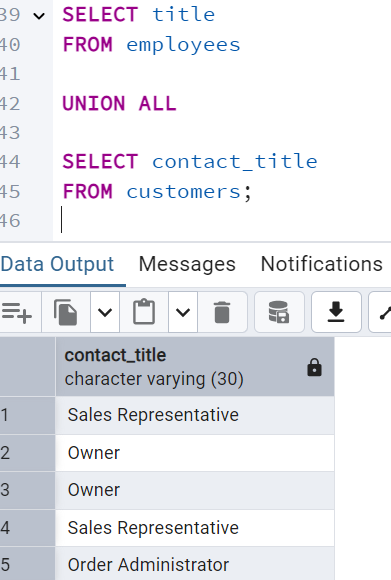 39 SELECT title
40 FROM employees
41
42 UNION ALL
43
44 SELECT contact_title
45 FROM customers;
46
Data Output Messages Notifications
contact_title
character varying (30)
1 Sales Representative
2 Owner
3 Owner
4 Sales Representative
5 Order Administrator